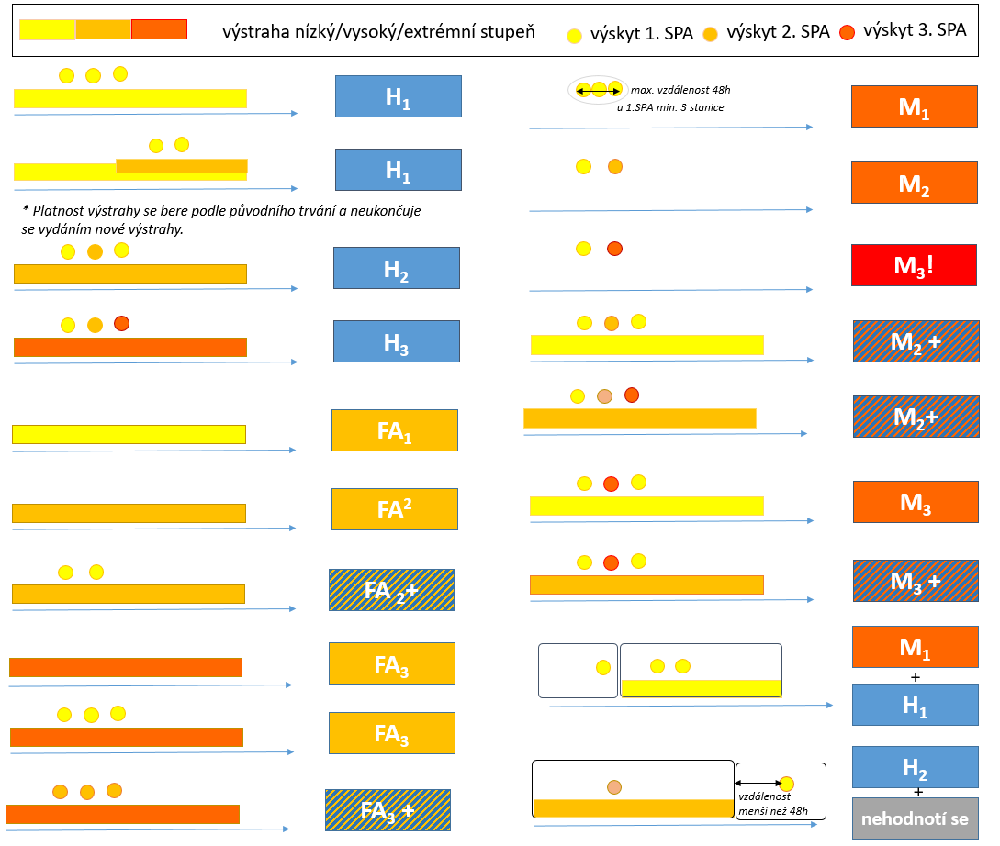 výstraha nízký/vysoký/extrémní stupeň výskyt 1. SPA výskyt 2. SPA výskyt 3. SPA
H1
H1
* Platnost výstrahy se bere podle původního trvání a neukončuje
se vydáním nové výstrahy.
H2
H3
FA1
FA²
FA 2+
FA3
FA3
FA3 +
max. vzdálenost 48h
u 1.SPA min. 3 stanice
M1
M2
M3!
M2 +
M2+
M3
M3 +
M1
+
H1
H2
+
vzdálenost
menší než 48h
nehodnotí se